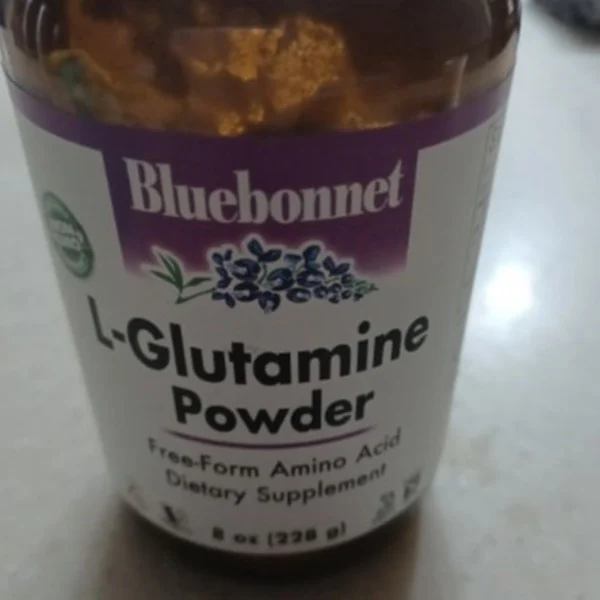 Bluebonnet
L-Glutamine
Powder
Free-Form Amino Acid
Dietary Supplement
8 oz (228 g)